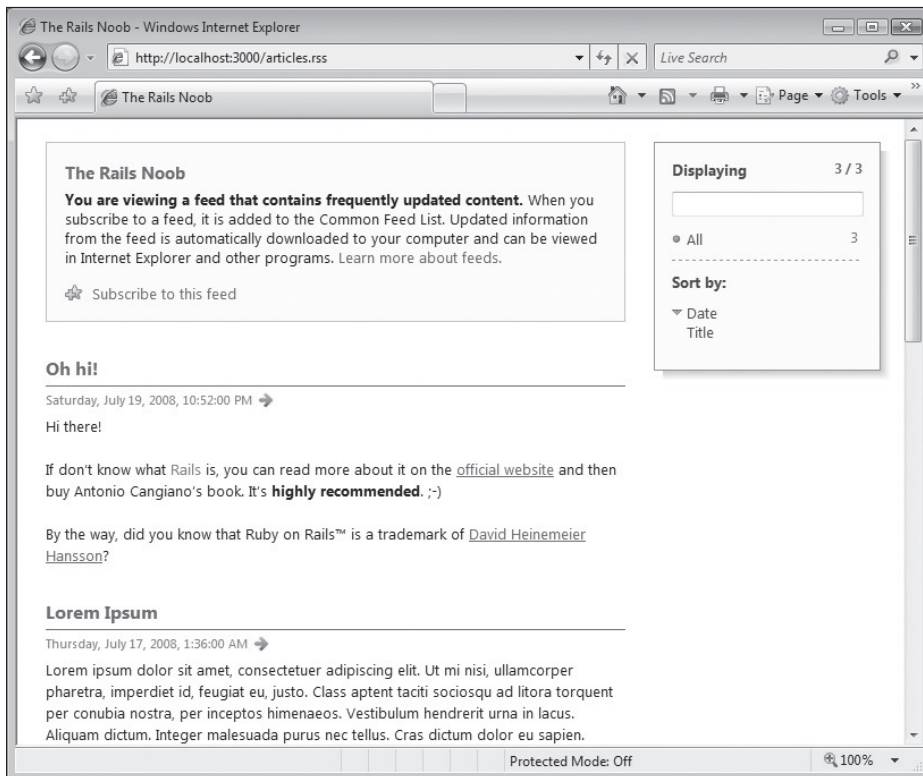 The Rails Noob - Windows Internet Explorer
http://localhost:3000/articles.rss
Live Search
The Rails Noob
Page
Tools
The Rails Noob
You are viewing a feed that contains frequently updated content. When you
subscribe to a feed, it is added to the Common Feed List. Updated information
from the feed is automatically downloaded to your computer and can be viewed
in Internet Explorer and other programs. Learn more about feeds.
Subscribe to this feed
Displaying 3 / 3
All 3
Sort by:
Date
Title
Oh hi!
Saturday, July 19, 2008, 10:52:00 PM
Hi there!
If don't know what Rails is, you can read more about it on the official website and then
buy Antonio Cangiano's book. It's highly recommended. ;-)
By the way, did you know that Ruby on Rails™ is a trademark of David Heinemeier
Hansson?
Lorem Ipsum
Thursday, July 17, 2008, 1:36:00 AM
Lorem ipsum dolor sit amet, consectetuer adipiscing elit. Ut mi nisi, ullamcorper
pharetra, imperdiet id, feugiat eu, justo. Class aptent taciti sociosqu ad litora torquent
per conubia nostra, per inceptos himenaeos. Vestibulum hendrerit urna in lacus.
Aliquam dictum. Integer malesuada purus nec tellus. Cras dictum dolor eu sapien.
Protected Mode: Off
100%